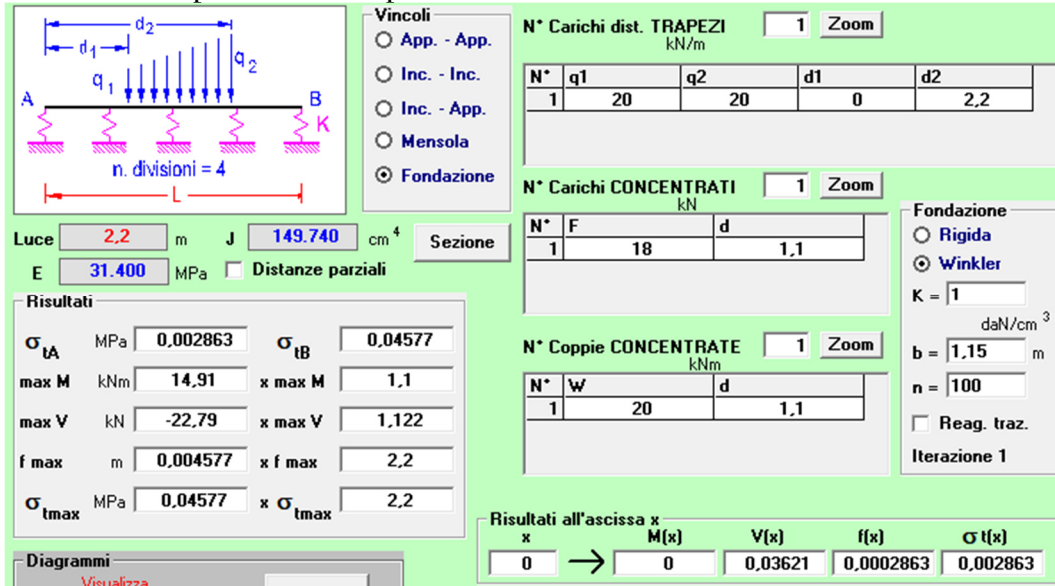 d2
d1
q1
q2
A
B
K
n. divisioni = 4
L
Vincoli
App. - App.
Inc. - Inc.
Inc. - App.
Mensola
Fondazione
N° Carichi dist. TRAPEZI 1 Zoom
kN/m
N° q1 q2 d1 d2
1 20 20 0 2,2
N° Carichi CONCENTRATI 1 Zoom
kN
N° F d
1 18 1,1
N° Coppie CONCENTRATE 1 Zoom
kNm
N° W d
1 20 1,1
Fondazione
Rigida
Winkler
K = 1
daN/cm 3
b = 1,15 m
n = 100
Reag. traz.
Iterazione 1
Luce 2,2 m J 149.740 cm 4 Sezione
E 31.400 MPa Distanze parziali
Risultati
σtA MPa 0,002863 σtB 0,04577
max M kNm 14,91 x max M 1,1
max V kN -22,79 x max V 1,122
f max m 0,004577 x f max 2,2
σtmax MPa 0,04577 x σtmax 2,2
Risultati all'ascissa x
x M(x) V(x) f(x) σt(x)
0 → 0 0,03621 0,0002863 0,002863
Diagrammi
Visualizza